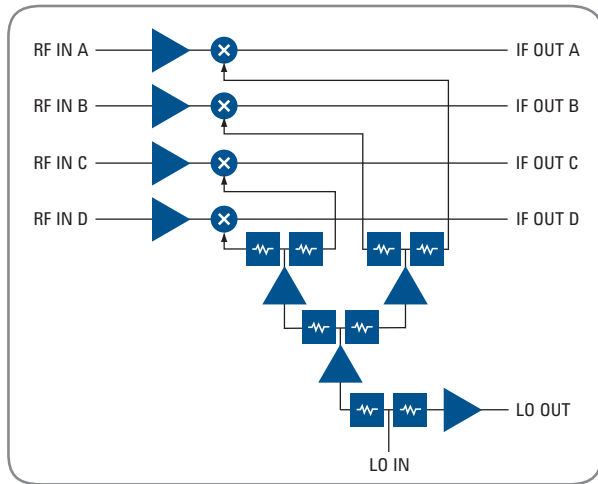 RF IN A
IF OUT A
RF IN B
IF OUT B
RF IN C
IF OUT C
RF IN D
IF OUT D
LO OUT
LO IN